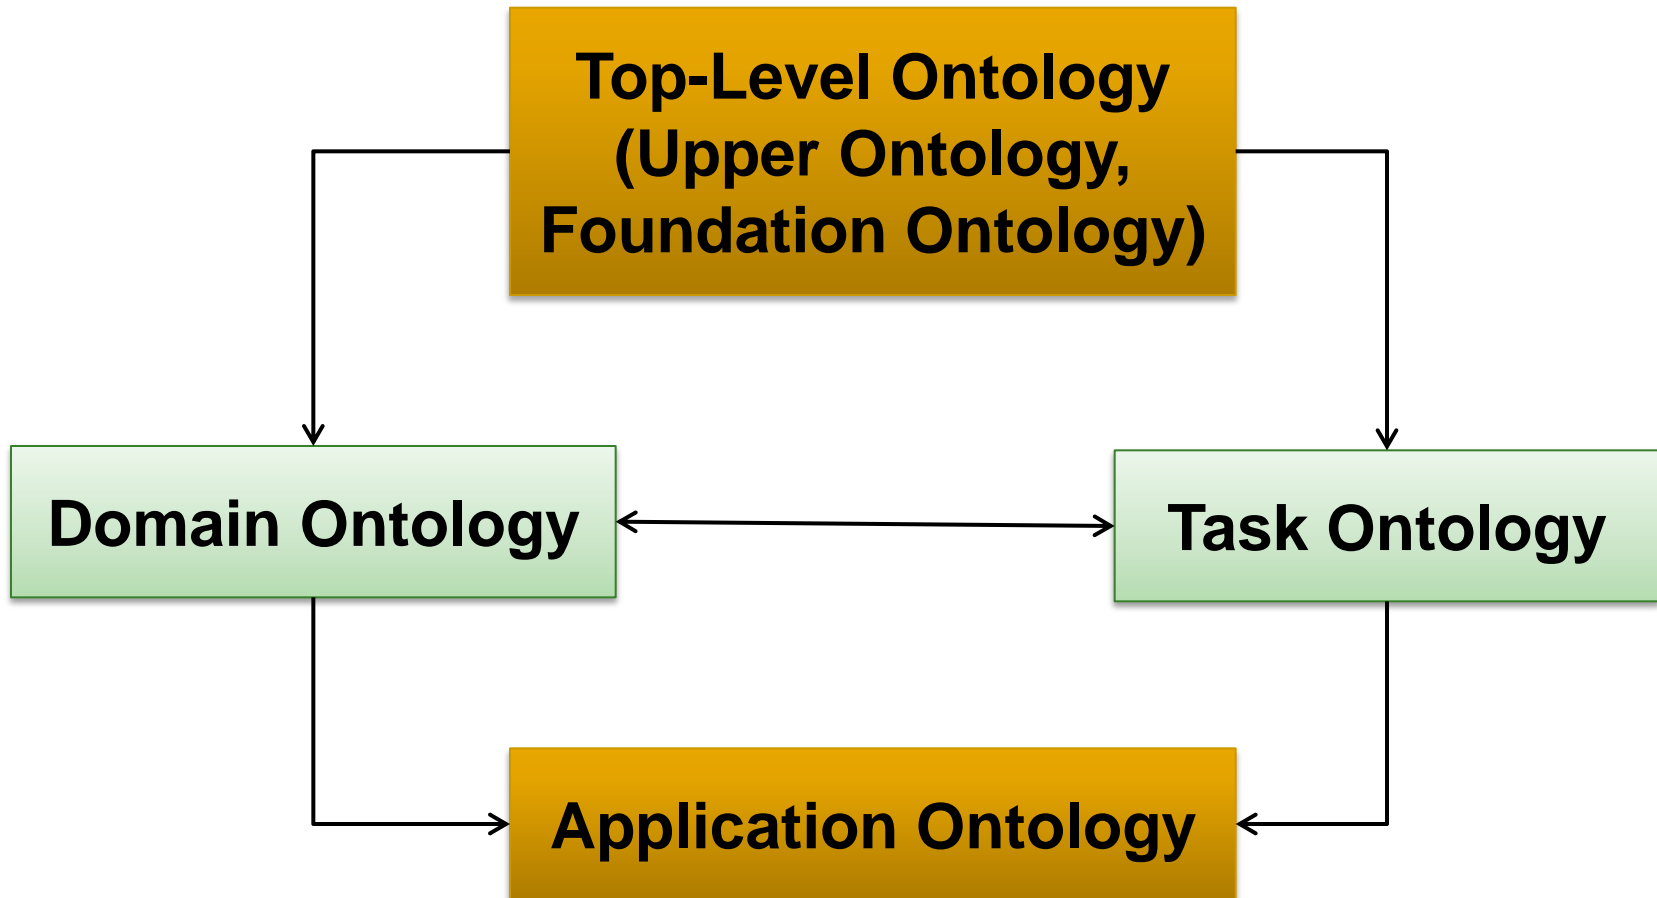 Top-Level Ontology
(Upper Ontology,
Foundation Ontology)
Domain Ontology
Task Ontology
Application Ontology